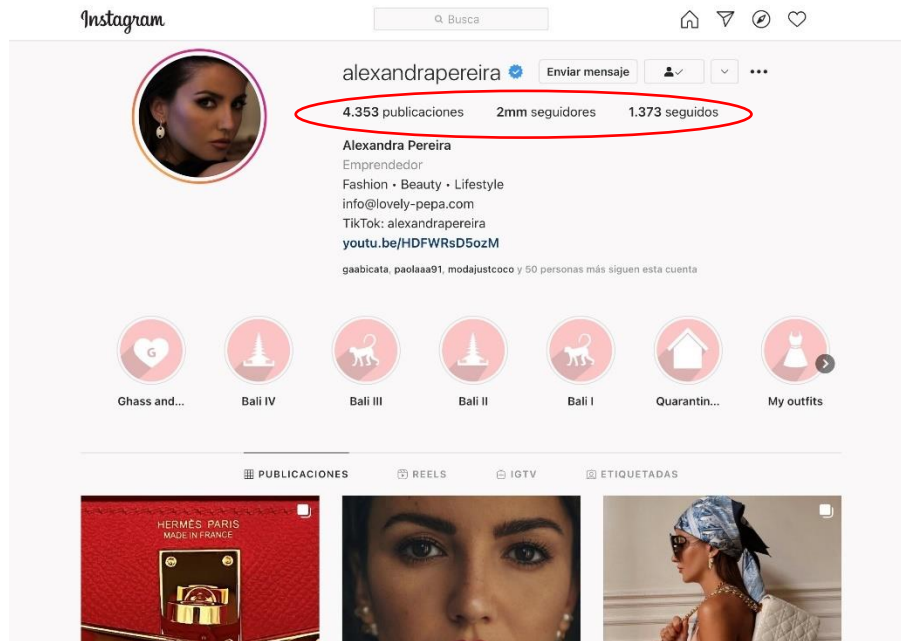 Instagram
Busca
alexandrapereira Enviar mensaje
4.353 publicaciones 2mm seguidores 1.373 seguidos
Alexandra Pereira
Emprendedor
Fashion • Beauty • Lifestyle
info@lovely-pepa.com
TikTok: alexandrapereira
youtu.be/HDFWRsD5ozM
gaabicata, paolaaa91, modajustcoco y 50 personas más siguen esta cuenta
G
Ghass and... Bali IV Bali III Bali II Bali I Quarantin... My outfits
PUBLICACIONES REELS IGTV ETIQUETADAS
HERMÈS PARIS
MADE IN FRANCE